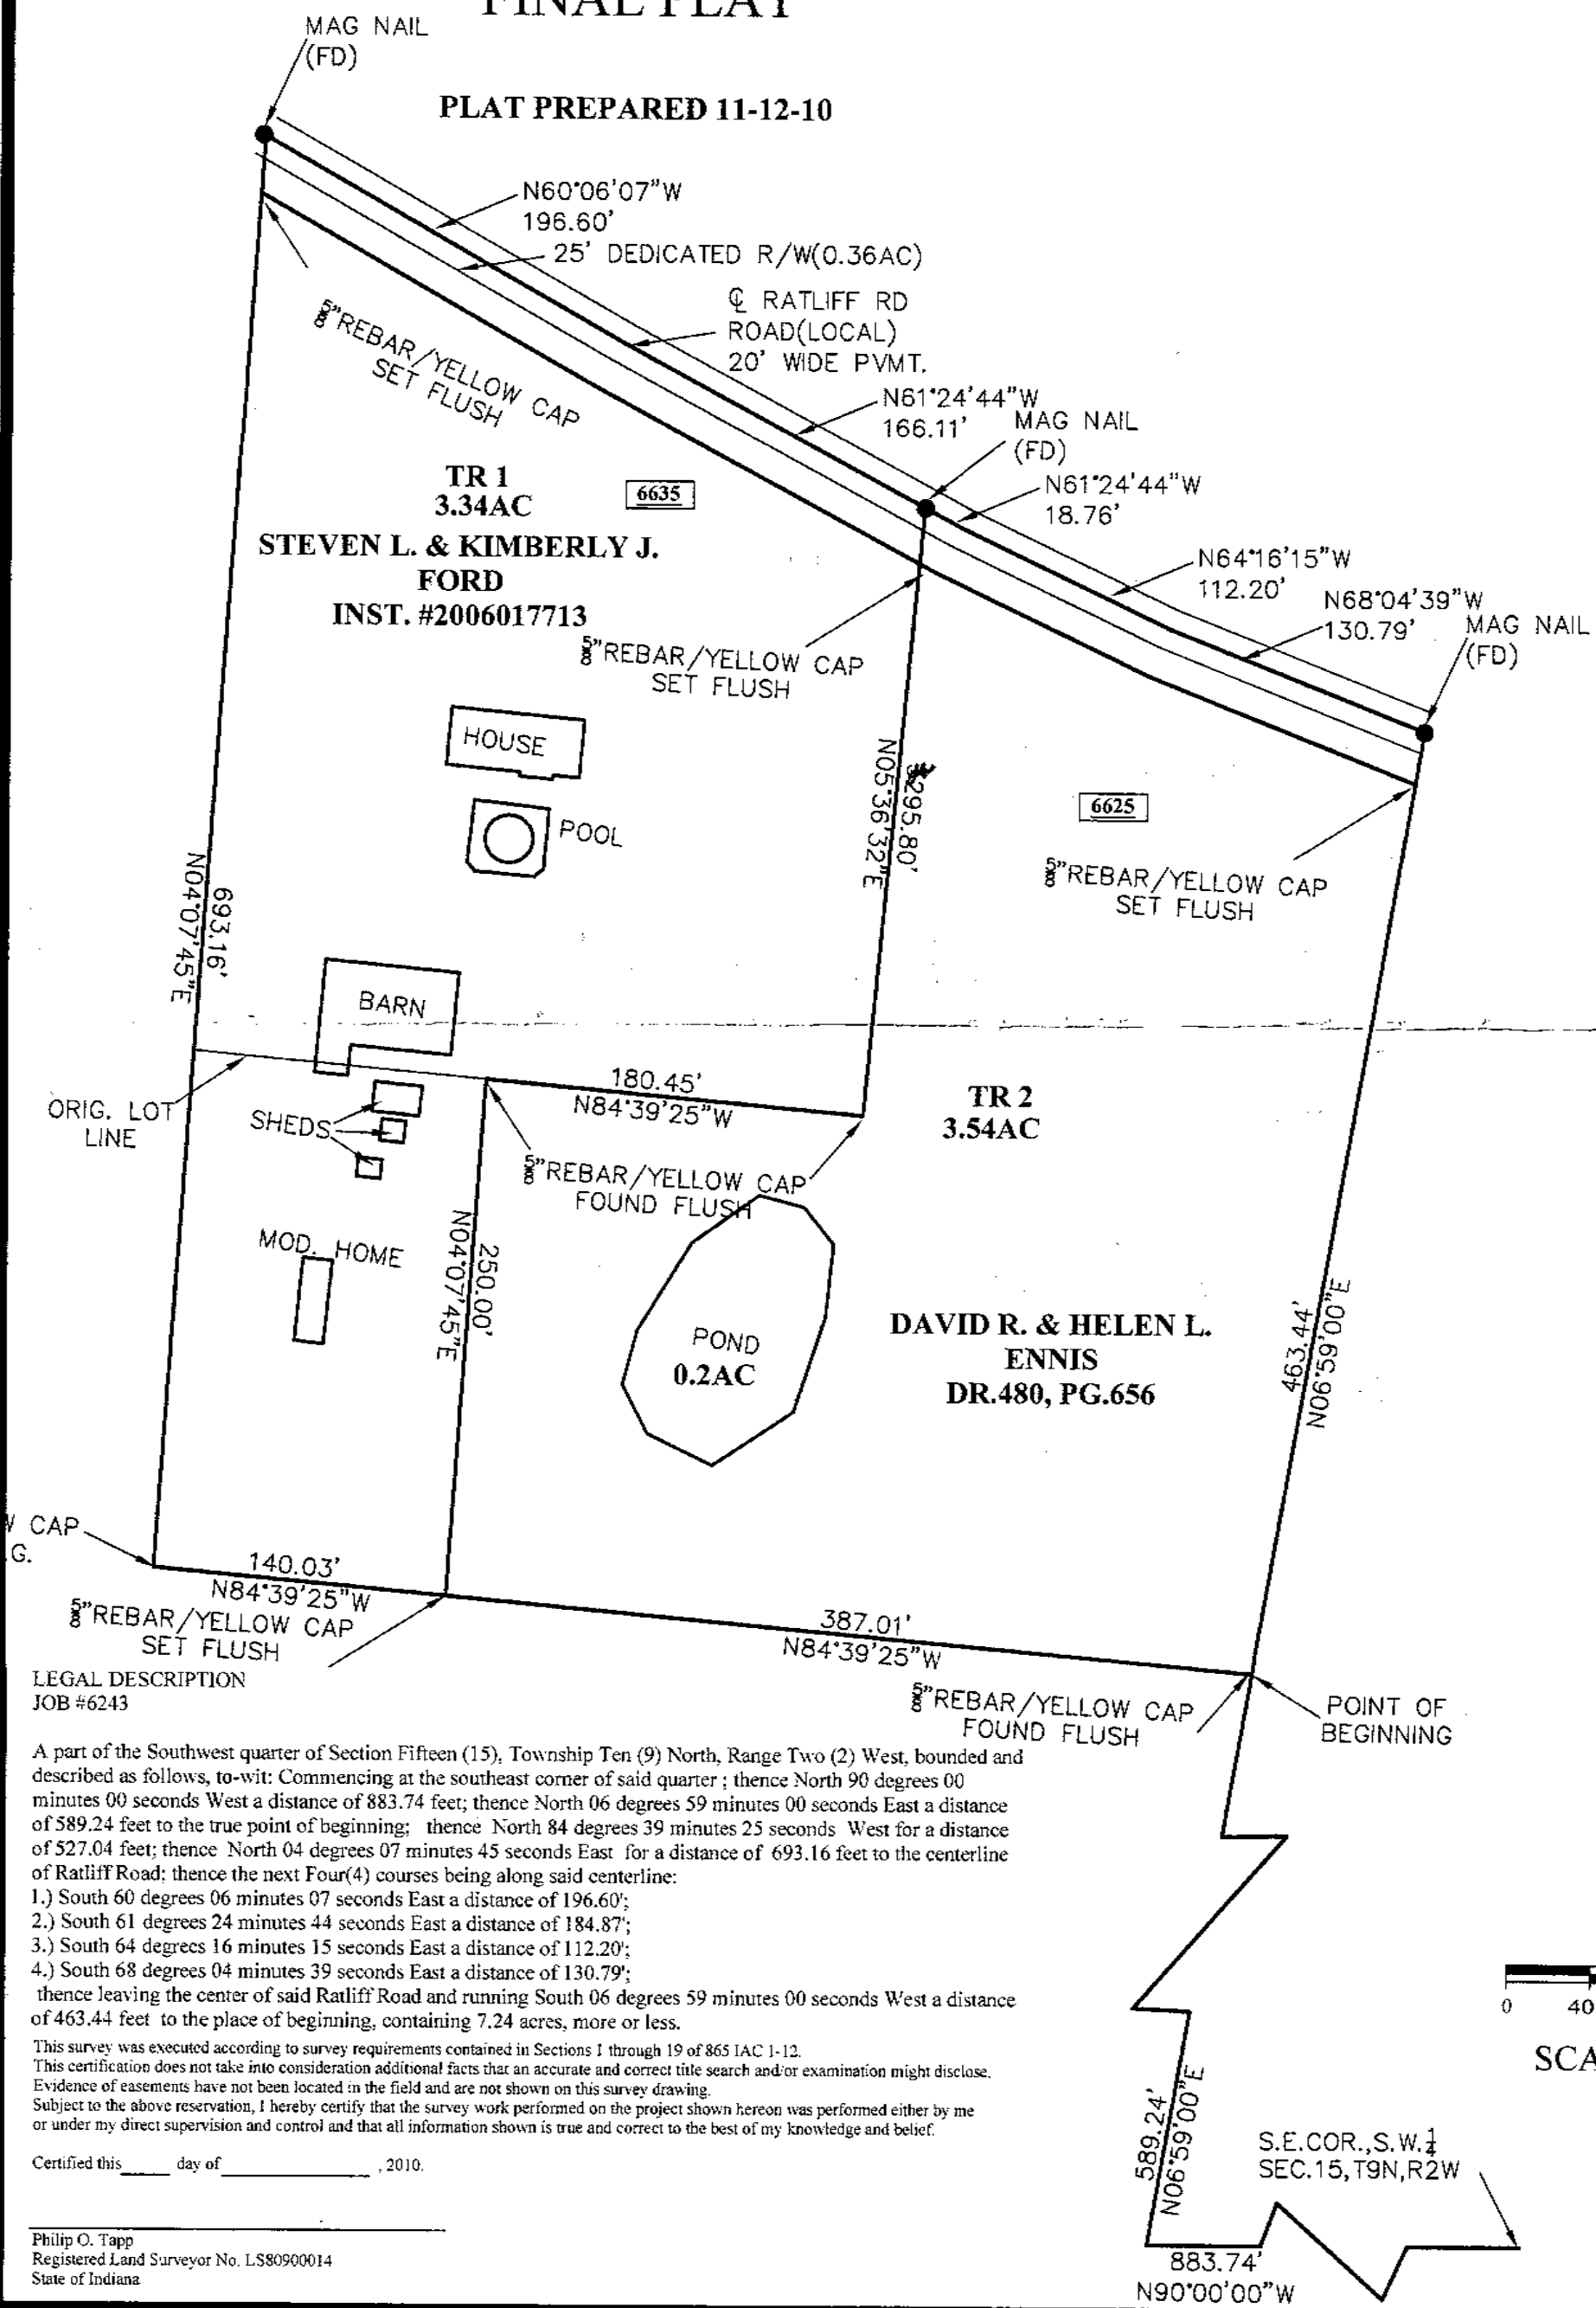 FINAL PLAT
MAG NAIL
(FD)
PLAT PREPARED 11-12-10
N60°06'07"W
196.60'
25' DEDICATED R/W(0.36AC)
℄ RATLIFF RD
ROAD(LOCAL)
20' WIDE PVMT.
N61°24'44"W
166.11'
MAG NAIL
(FD)
N61°24'44"W
18.76'
N64°16'15"W
112.20'
N68°04'39"W
130.79'
MAG NAIL
(FD)
5/8"REBAR/YELLOW CAP
SET FLUSH
TR 1
3.34AC
6635
STEVEN L. & KIMBERLY J.
FORD
INST. #2006017713
5/8"REBAR/YELLOW CAP
SET FLUSH
HOUSE
POOL
N05°36'32"E
295.80'
6625
5/8"REBAR/YELLOW CAP
SET FLUSH
693.16'
N04°07'45"E
BARN
ORIG. LOT
LINE
SHEDS
180.45'
N84°39'25"W
TR 2
3.54AC
5/8"REBAR/YELLOW CAP
FOUND FLUSH
MOD. HOME
250.00'
N04°07'45"E
POND
0.2AC
DAVID R. & HELEN L.
ENNIS
DR.480, PG.656
463.44'
N06°59'00"E
CAP
G.
140.03'
N84°39'25"W
5/8"REBAR/YELLOW CAP
SET FLUSH
387.01'
N84°39'25"W
5/8"REBAR/YELLOW CAP
FOUND FLUSH
POINT OF
BEGINNING
LEGAL DESCRIPTION
JOB #6243
A part of the Southwest quarter of Section Fifteen (15), Township Ten (9) North, Range Two (2) West, bounded and
described as follows, to-wit: Commencing at the southeast corner of said quarter ; thence North 90 degrees 00
minutes 00 seconds West a distance of 883.74 feet; thence North 06 degrees 59 minutes 00 seconds East a distance
of 589.24 feet to the true point of beginning; thence North 84 degrees 39 minutes 25 seconds West for a distance
of 527.04 feet; thence North 04 degrees 07 minutes 45 seconds East for a distance of 693.16 feet to the centerline
of Ratliff Road; thence the next Four(4) courses being along said centerline:
1.) South 60 degrees 06 minutes 07 seconds East a distance of 196.60';
2.) South 61 degrees 24 minutes 44 seconds East a distance of 184.87';
3.) South 64 degrees 16 minutes 15 seconds East a distance of 112.20';
4.) South 68 degrees 04 minutes 39 seconds East a distance of 130.79';
thence leaving the center of said Ratliff Road and running South 06 degrees 59 minutes 00 seconds West a distance
of 463.44 feet to the place of beginning, containing 7.24 acres, more or less.
This survey was executed according to survey requirements contained in Sections 1 through 19 of 865 IAC 1-12.
This certification does not take into consideration additional facts that an accurate and correct title search and/or examination might disclose.
Evidence of easements have not been located in the field and are not shown on this survey drawing.
Subject to the above reservation, I hereby certify that the survey work performed on the project shown hereon was performed either by me
or under my direct supervision and control and that all information shown is true and correct to the best of my knowledge and belief.
Certified this_____ day of_______________ , 2010.
Philip O. Tapp
Registered Land Surveyor No. LS80900014
State of Indiana
0 40
SCA
589.24'
N06°59'00"E
S.E.COR.,S.W.¼
SEC.15,T9N,R2W
883.74'
N90°00'00"W